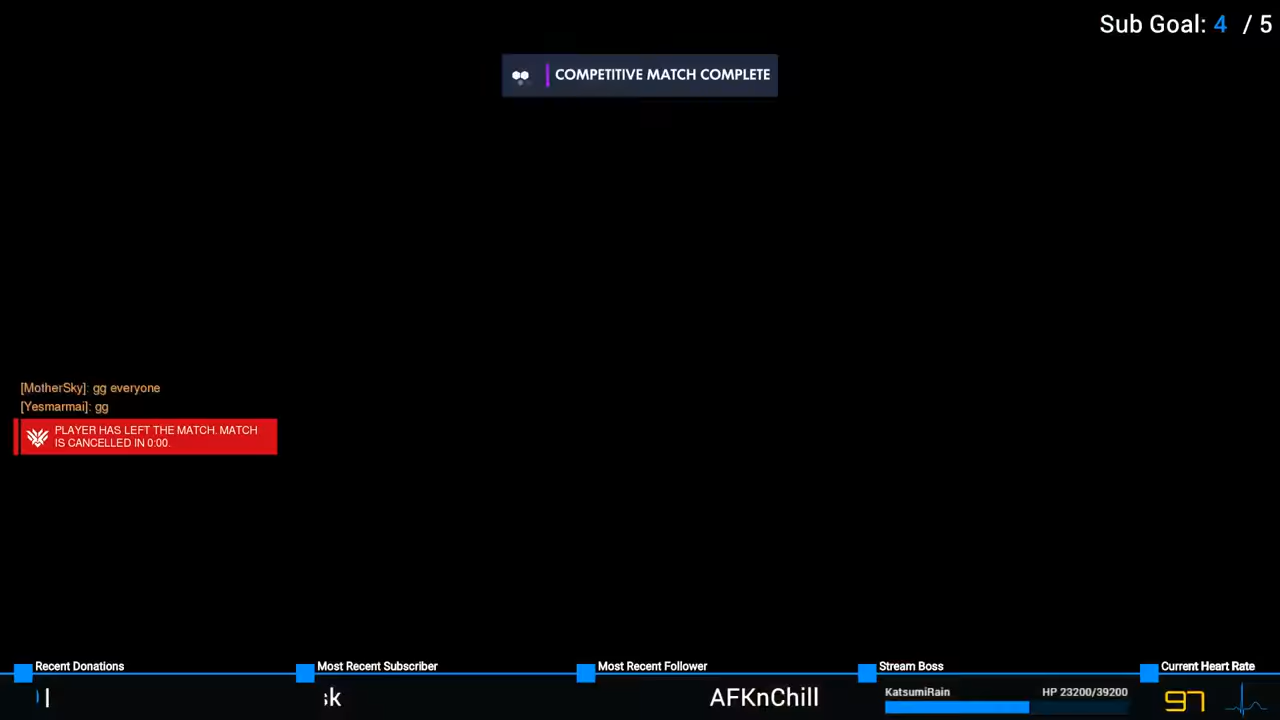 Sub Goal: 4 / 5
COMPETITIVE MATCH COMPLETE
[MotherSky]: gg everyone
[Yesmarmai]: gg
PLAYER HAS LEFT THE MATCH. MATCH
IS CANCELLED IN 0:00.
Recent Donations
Most Recent Subscriber
Most Recent Follower
Stream Boss
Current Heart Rate
AFKnChill
KatsumiRain
HP 23200/39200
97